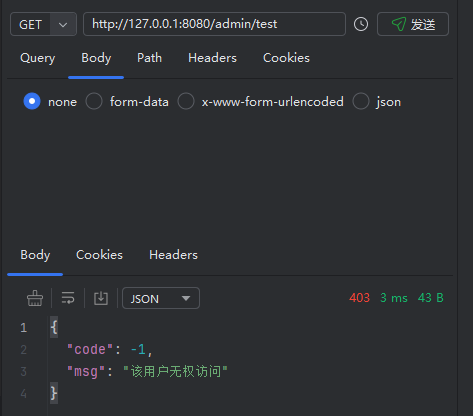 GET http://127.0.0.1:8080/admin/test 发送
Query Body Path Headers Cookies
none form-data x-www-form-urlencoded json
Body Cookies Headers
JSON 403 3 ms 43 B
1 {
2 "code": -1,
3 "msg": "该用户无权访问"
4 }